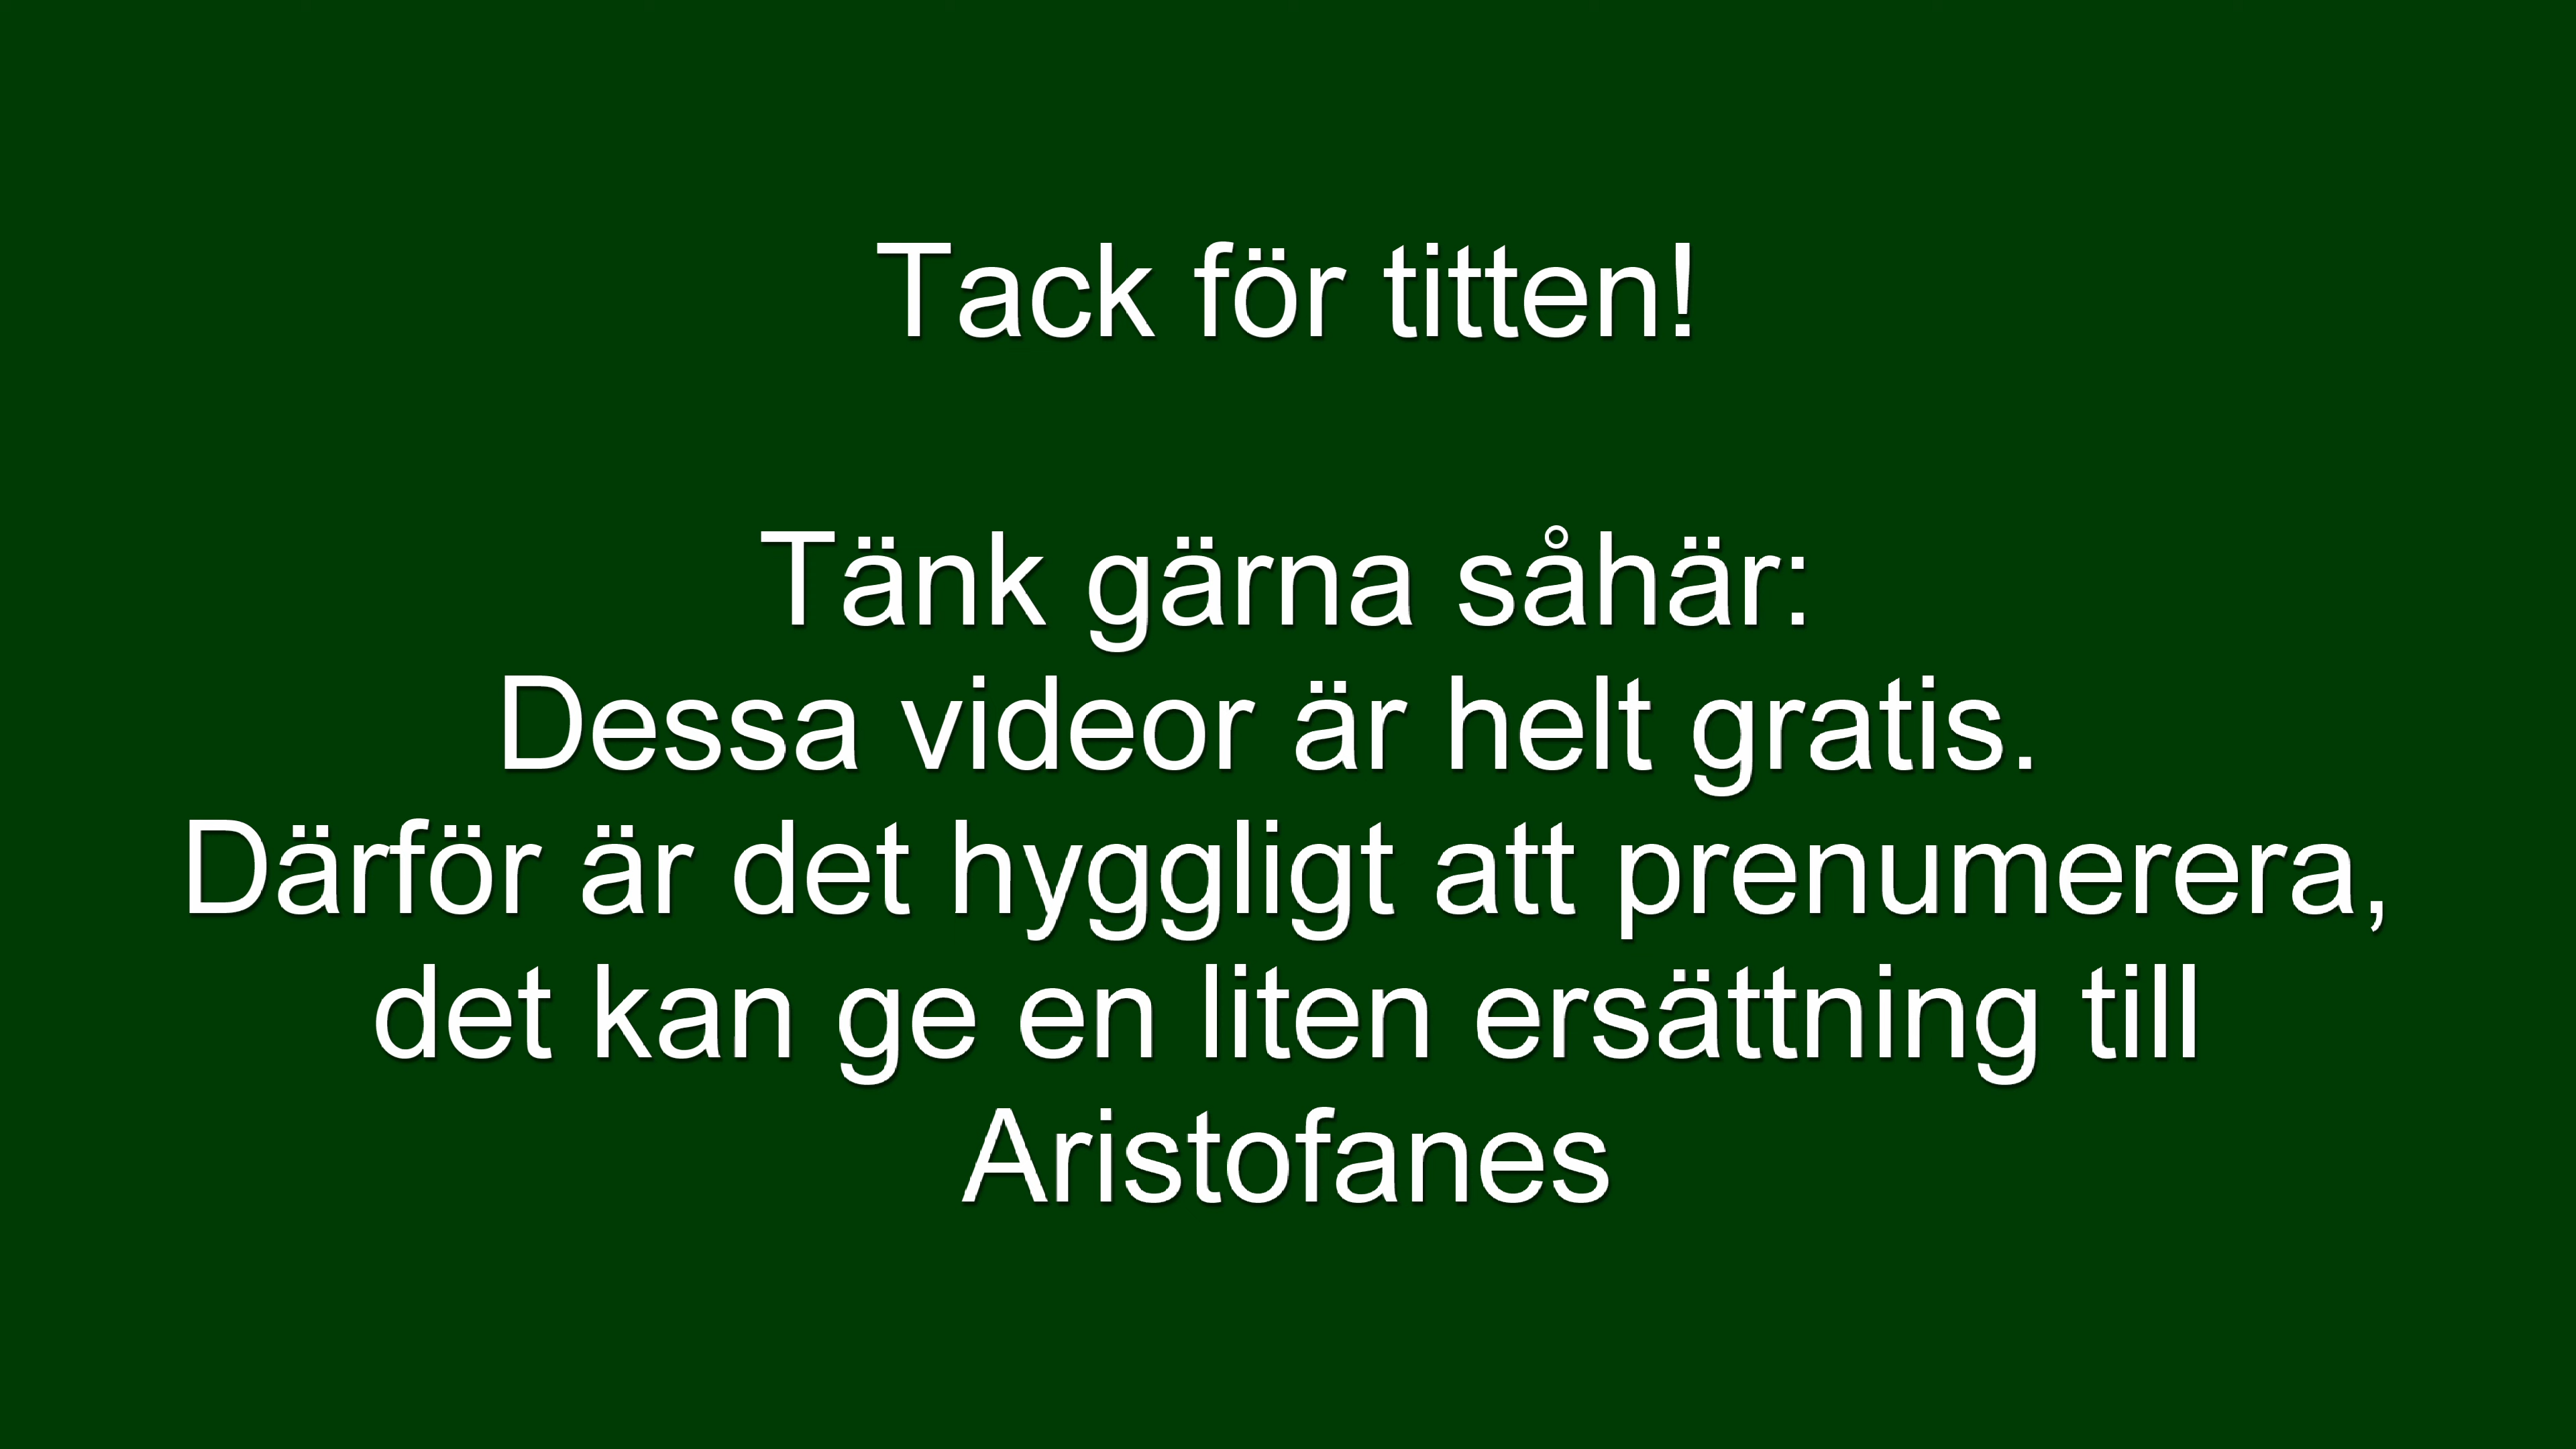 Tack för titten!
Tänk gärna såhär:
Dessa videor är helt gratis.
Därför är det hyggligt att prenumerera,
det kan ge en liten ersättning till
Aristofanes